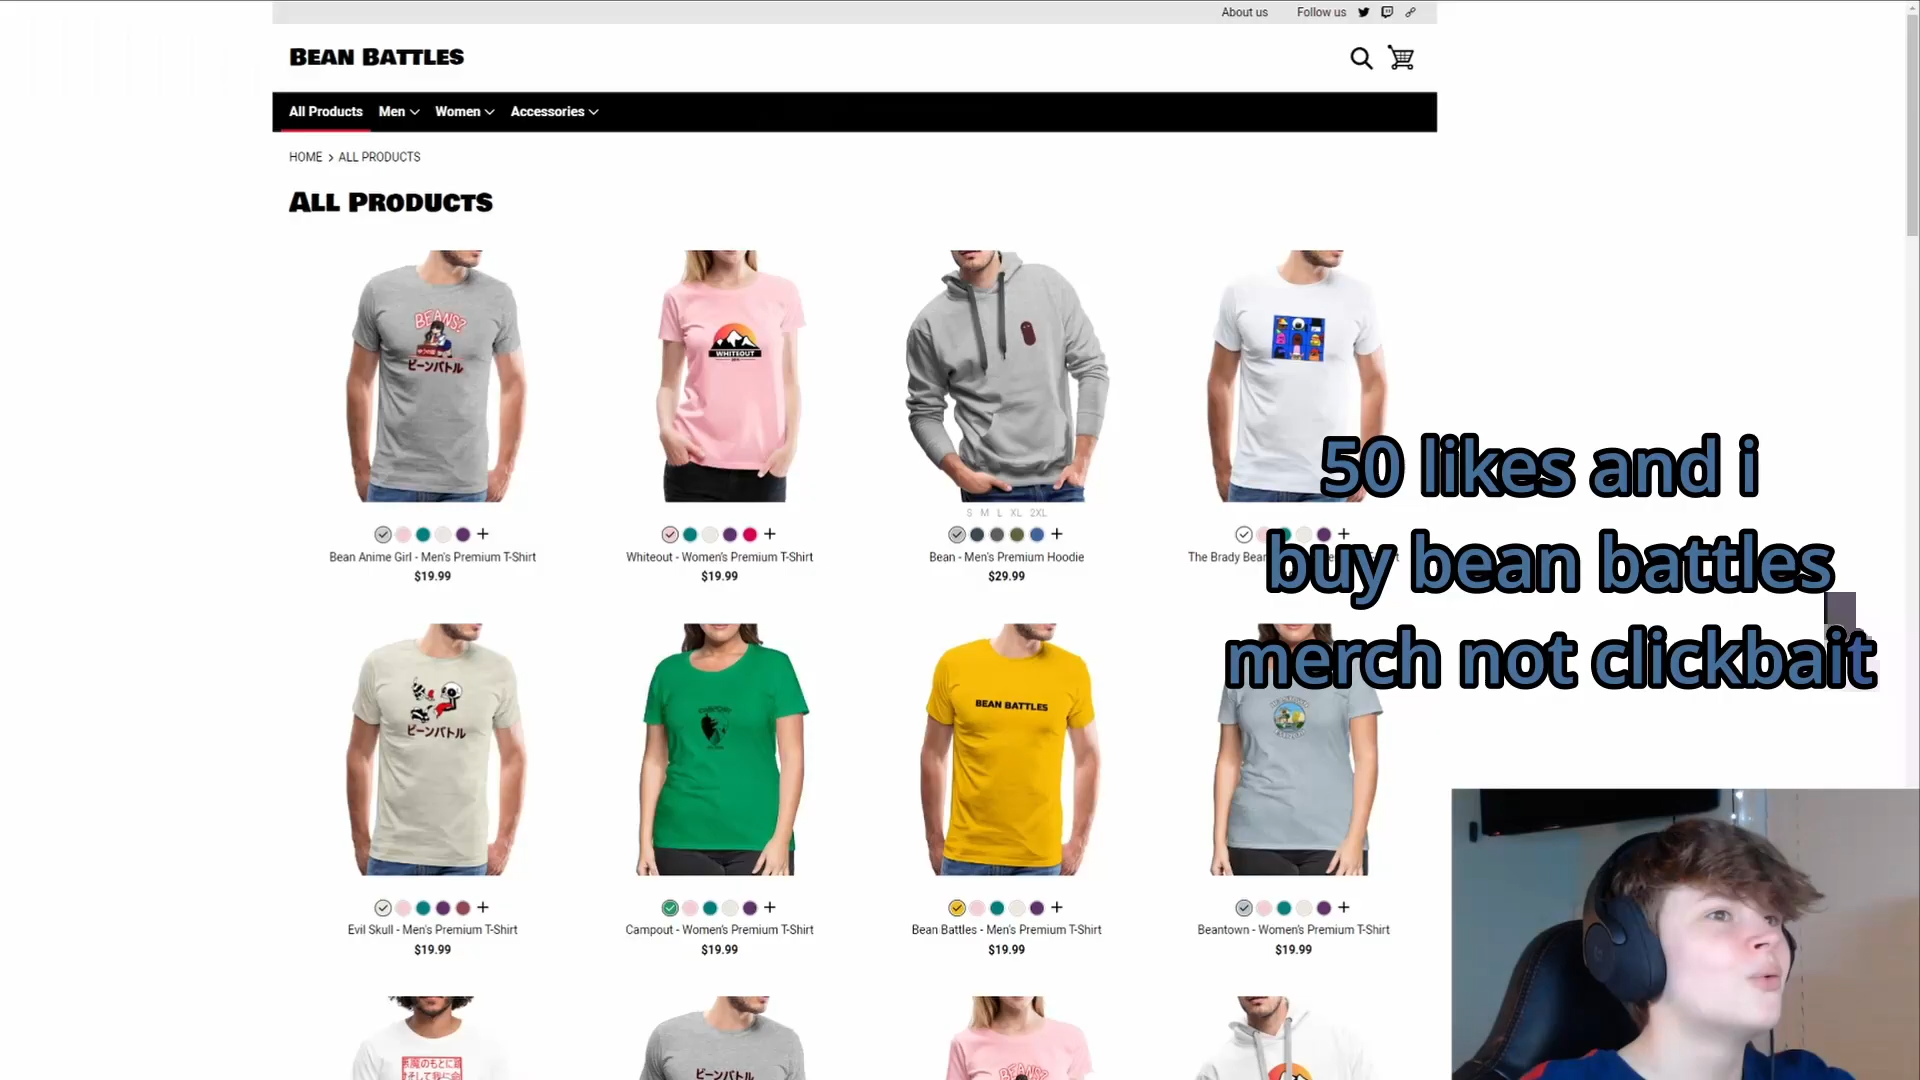 About us Follow us
BEAN BATTLES
All Products Men Women Accessories
HOME > ALL PRODUCTS
ALL PRODUCTS
BEANS?
ビーンバトル
WHITEOUT
S M L XL 2XL
Bean Anime Girl - Men's Premium T-Shirt
$19.99
Whiteout - Women's Premium T-Shirt
$19.99
Bean - Men's Premium Hoodie
$29.99
The Brady Bean
50 likes and i
buy bean battles
merch not clickbait
ビーンバトル
BEAN BATTLES
Evil Skull - Men's Premium T-Shirt
$19.99
Campout - Women's Premium T-Shirt
$19.99
Bean Battles - Men's Premium T-Shirt
$19.99
Beantown - Women's Premium T-Shirt
$19.99
ビーンバトル
BEANS?